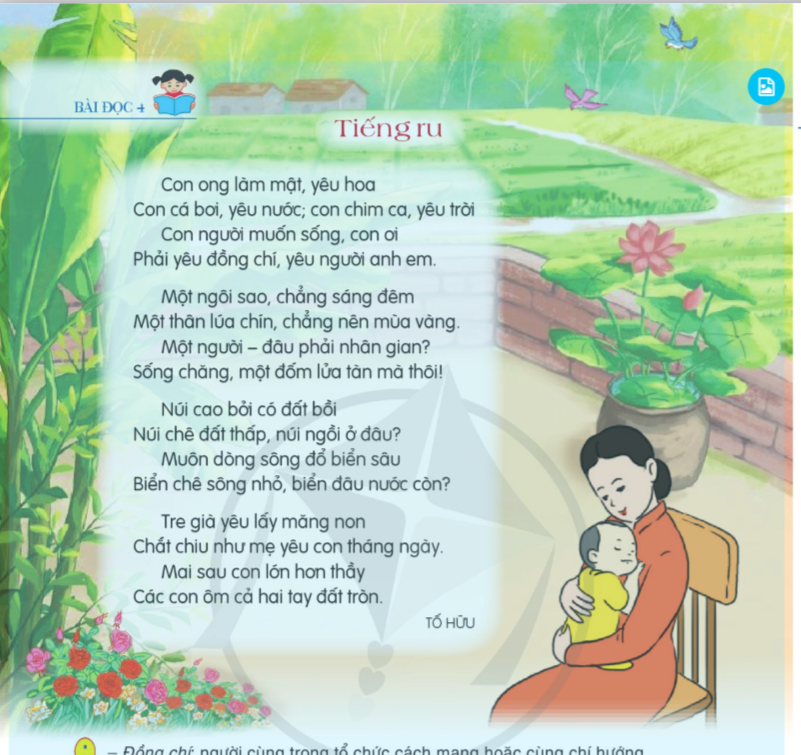 BÀI ĐỌC 4
Tiếng ru
Con ong làm mật, yêu hoa
Con cá bơi, yêu nước; con chim ca, yêu trời
Con người muốn sống, con ơi
Phải yêu đồng chí, yêu người anh em.
Một ngôi sao, chẳng sáng đêm
Một thân lúa chín, chẳng nên mùa vàng.
Một người – đâu phải nhân gian?
Sống chăng, một đốm lửa tàn mà thôi!
Núi cao bởi có đất bồi
Núi chê đất thấp, núi ngồi ở đâu?
Muôn dòng sông đổ biển sâu
Biển chê sông nhỏ, biển đâu nước còn?
Tre già yêu lấy măng non
Chắt chiu như mẹ yêu con tháng ngày.
Mai sau con lớn hơn thầy
Các con ôm cả hai tay đất tròn.
TỐ HỮU
– Đồng chí: người cùng trong tổ chức cách mạng hoặc cùng chí hướng.